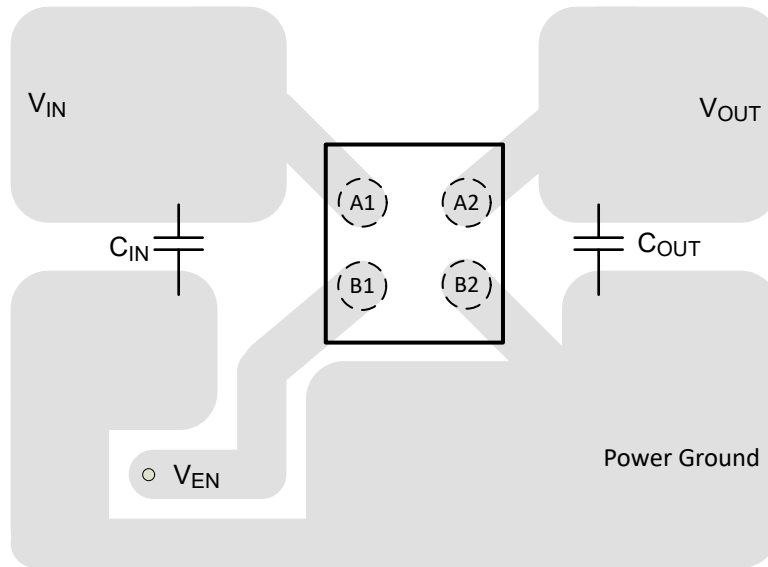 VIN
VOUT
A1
A2
CIN
COUT
B1
B2
Power Ground
VEN